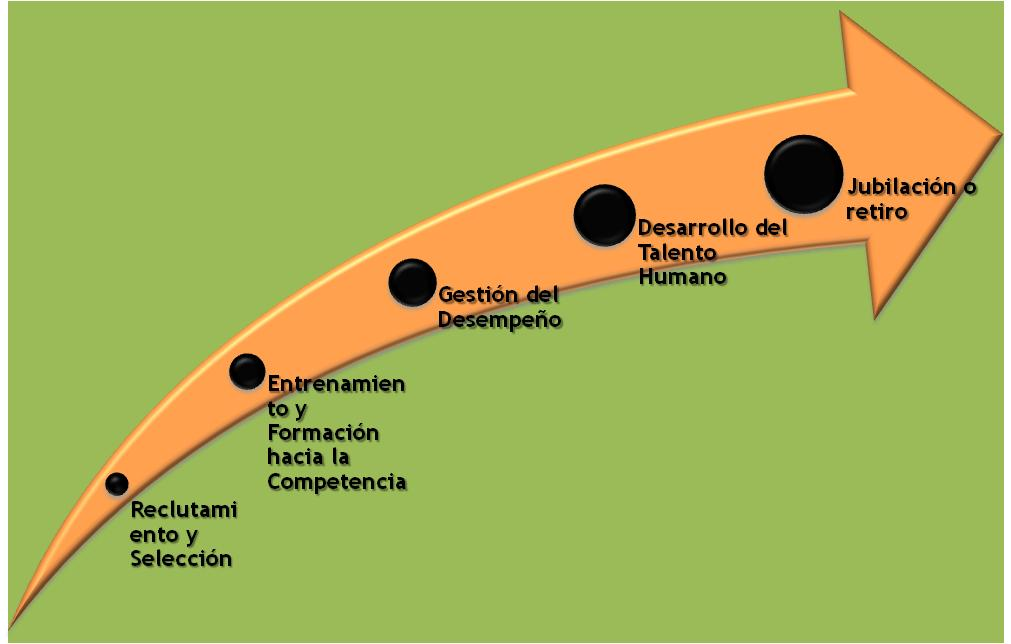 Jubilación o
retiro
Desarrollo del
Talento
Humano
Gestión del
Desempeño
Entrenamien
to y
Formación
hacia la
Competencia
Reclutami
ento y
Selección